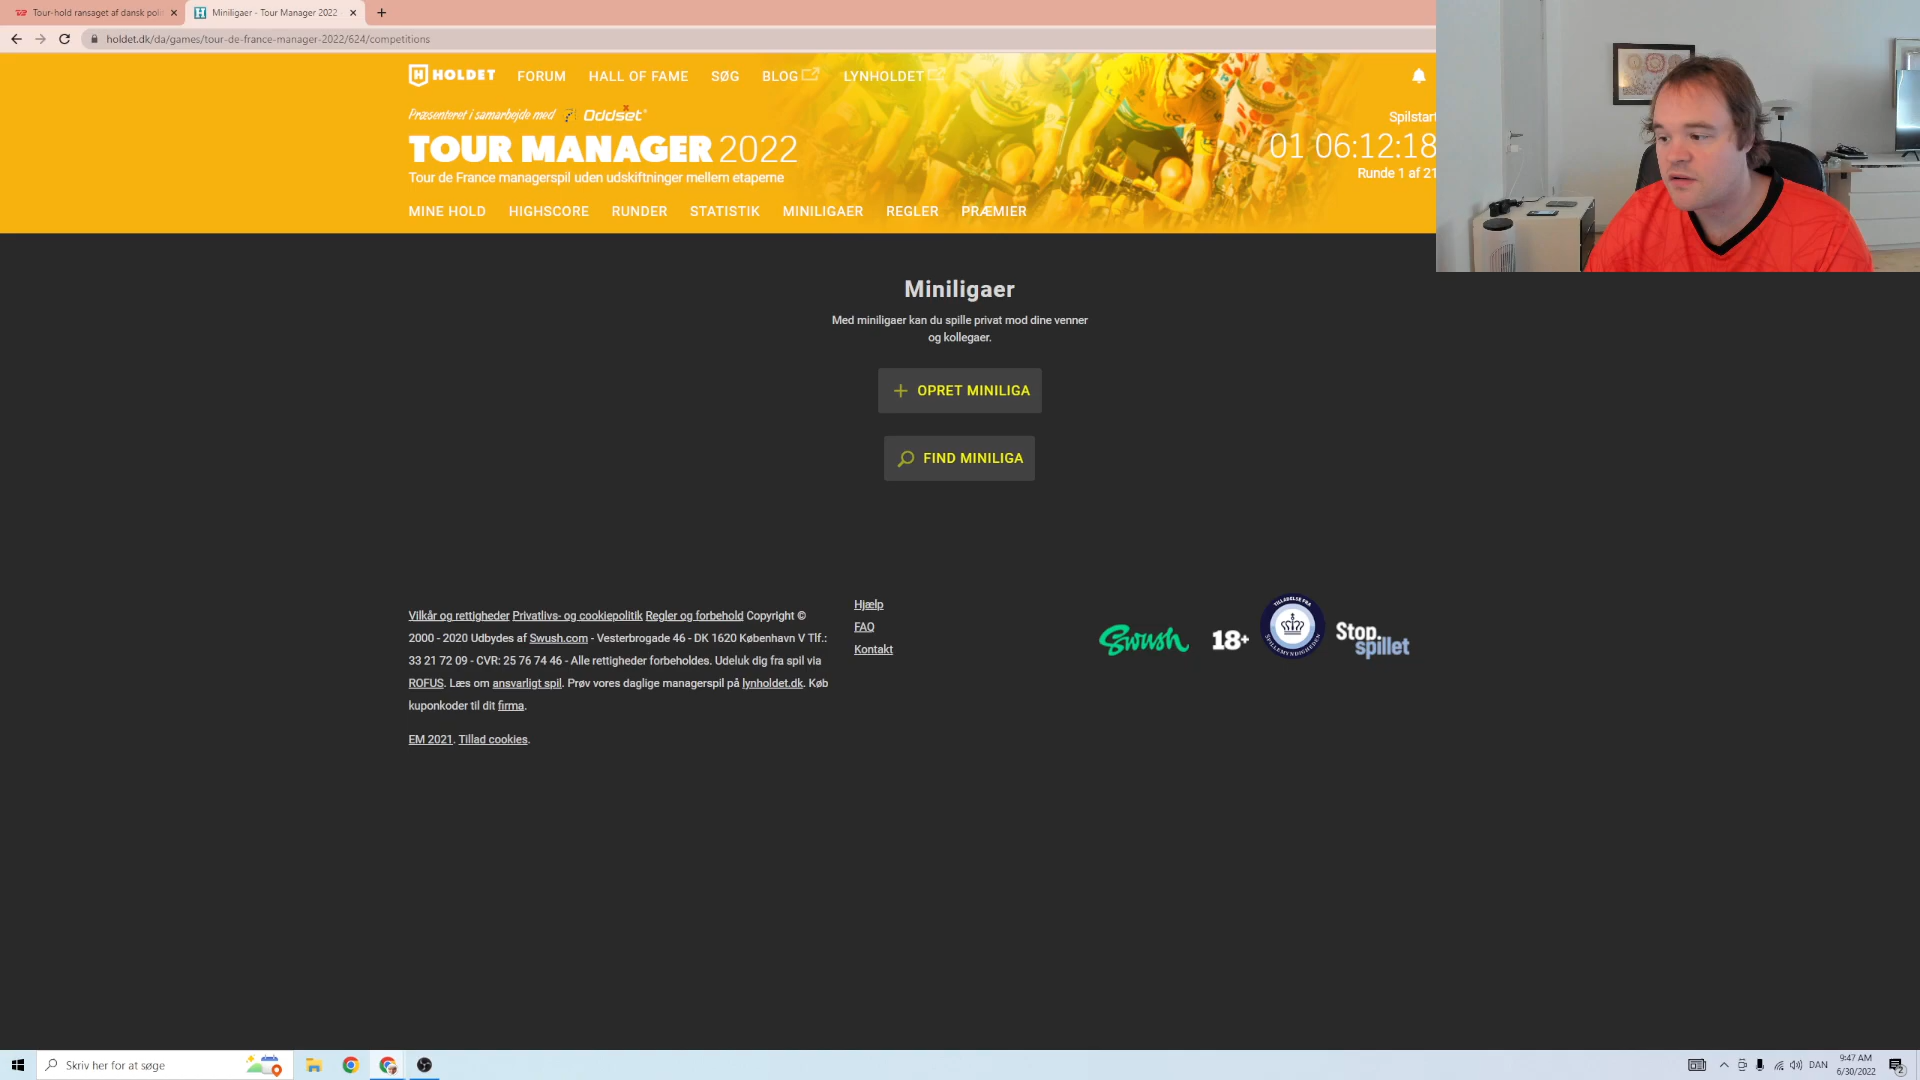 Tour-hold ransaget af dansk poli
Miniligaer - Tour Manager 2022
holdet.dk/da/games/tour-de-france-manager-2022/624/competitions
HOLDET FORUM HALL OF FAME SØG BLOG LYNHOLDET
Præsenteret i samarbejde med Oddset
Spilstart
TOUR MANAGER 2022
01 06:12:18
Tour de France managerspil uden udskiftninger mellem etaperne
Runde 1 af 21
MINE HOLD HIGHSCORE RUNDER STATISTIK MINILIGAER REGLER PRÆMIER
Miniligaer
Med miniligaer kan du spille privat mod dine venner
og kollegaer.
OPRET MINILIGA
FIND MINILIGA
Vilkår og rettigheder Privatlivs- og cookiepolitik Regler og forbehold Copyright ©
2000 - 2020 Udbydes af Swush.com - Vesterbrogade 46 - DK 1620 København V Tlf.:
33 21 72 09 - CVR: 25 76 74 46 - Alle rettigheder forbeholdes. Udeluk dig fra spil via
ROFUS. Læs om ansvarligt spil. Prøv vores daglige managerspil på lynholdet.dk. Køb
kuponkoder til dit firma.
EM 2021. Tillad cookies.
Hjælp
FAQ
Kontakt
Swush
18+
TILLADELSE FRA
SPILLEMYNDIGHEDEN
Stop.
spillet
Skriv her for at søge
DAN
9:47 AM
6/30/2022
2